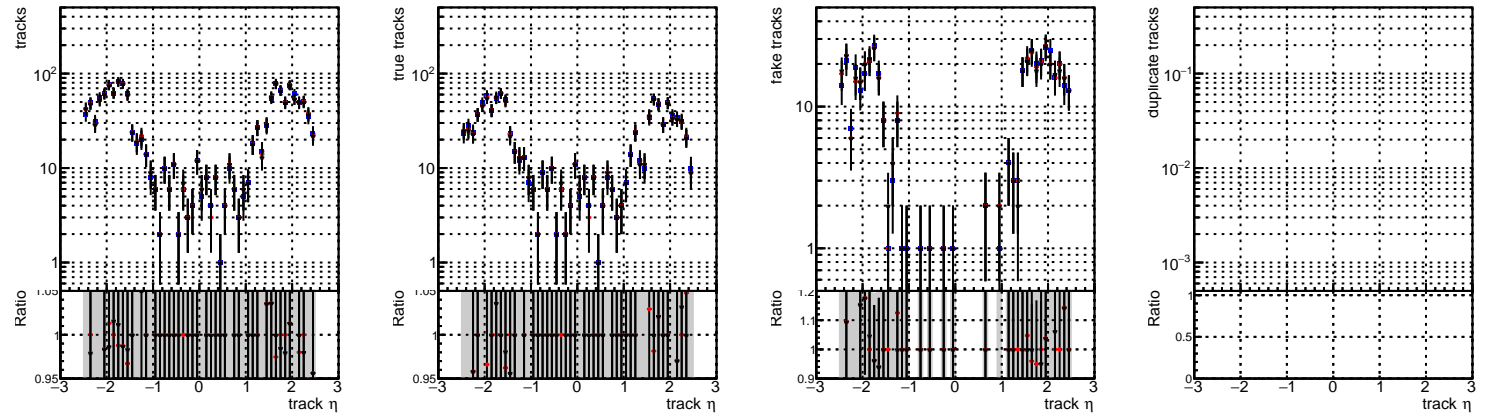 tracks
10²
10
1
Ratio
1.05
1
0.95
−3 −2 −1 0 1 2 3
track η
true tracks
10²
10
1
Ratio
1.05
1
0.95
−3 −2 −1 0 1 2 3
track η
fake tracks
10
1
Ratio
1.2
1.1
1
0.9
−3 −2 −1 0 1 2 3
track η
duplicate tracks
10⁻¹
10⁻²
10⁻³
Ratio
1
0.5
0
−3 −2 −1 0 1 2 3
track η